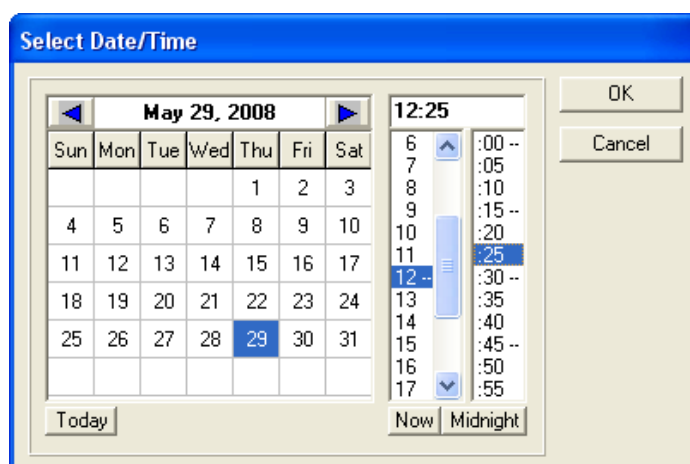 Select Date/Time
May 29, 2008
Sun Mon Tue Wed Thu Fri Sat
1 2 3
4 5 6 7 8 9 10
11 12 13 14 15 16 17
18 19 20 21 22 23 24
25 26 27 28 29 30 31
Today
12:25
6 :00 --
7 :05
8 :10
9 :15 --
10 :20
11 :25
12 -- :30 --
13 :35
14 :40
15 :45 --
16 :50
17 :55
Now Midnight
OK
Cancel